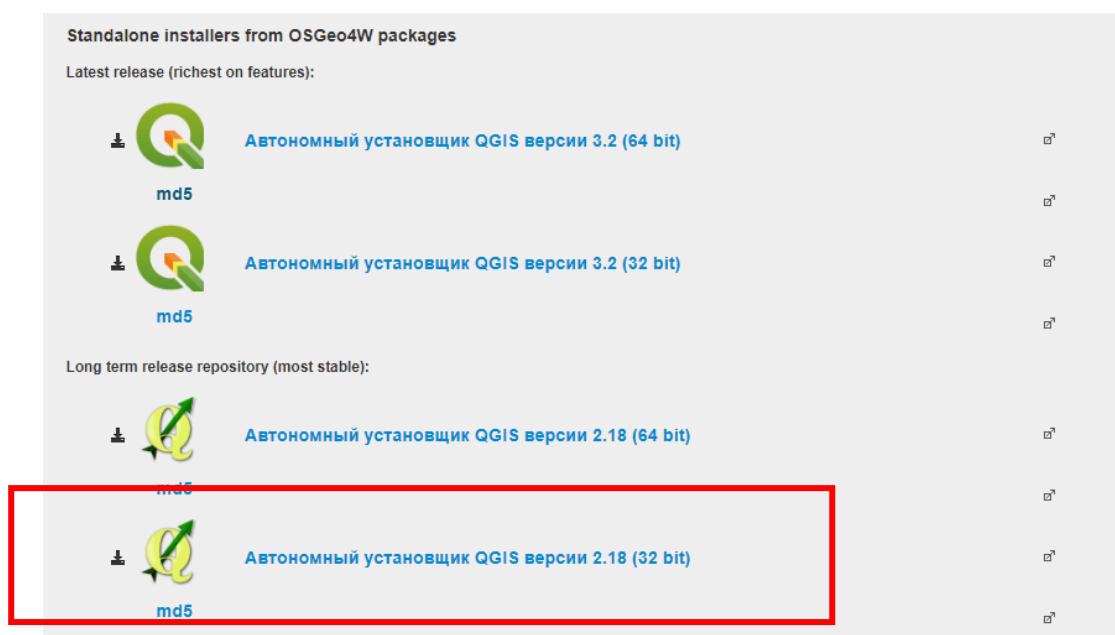 Standalone installers from OSGeo4W packages
Latest release (richest on features):
Автономный установщик QGIS версии 3.2 (64 bit)
md5
Автономный установщик QGIS версии 3.2 (32 bit)
md5
Long term release repository (most stable):
Автономный установщик QGIS версии 2.18 (64 bit)
md5
Автономный установщик QGIS версии 2.18 (32 bit)
md5